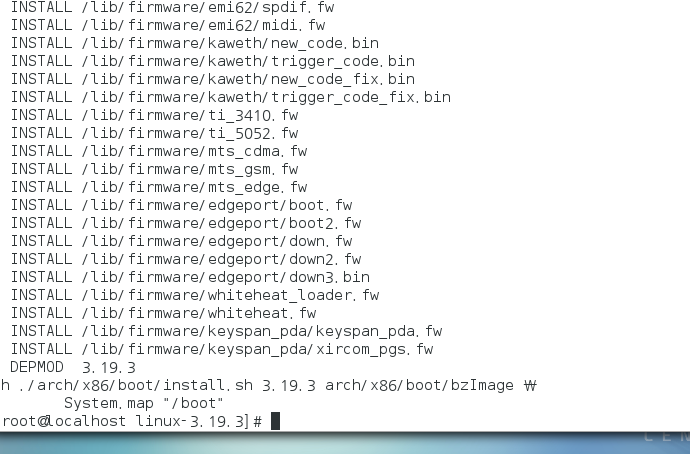 INSTALL /lib/firmware/emi62/spdif.fw
INSTALL /lib/firmware/emi62/midi.fw
INSTALL /lib/firmware/kaweth/new_code.bin
INSTALL /lib/firmware/kaweth/trigger_code.bin
INSTALL /lib/firmware/kaweth/new_code_fix.bin
INSTALL /lib/firmware/kaweth/trigger_code_fix.bin
INSTALL /lib/firmware/ti_3410.fw
INSTALL /lib/firmware/ti_5052.fw
INSTALL /lib/firmware/mts_cdma.fw
INSTALL /lib/firmware/mts_gsm.fw
INSTALL /lib/firmware/mts_edge.fw
INSTALL /lib/firmware/edgeport/boot.fw
INSTALL /lib/firmware/edgeport/boot2.fw
INSTALL /lib/firmware/edgeport/down.fw
INSTALL /lib/firmware/edgeport/down2.fw
INSTALL /lib/firmware/edgeport/down3.bin
INSTALL /lib/firmware/whiteheat_loader.fw
INSTALL /lib/firmware/whiteheat.fw
INSTALL /lib/firmware/keyspan_pda/keyspan_pda.fw
INSTALL /lib/firmware/keyspan_pda/xircom_pgs.fw
DEPMOD 3.19.3
h ./arch/x86/boot/install.sh 3.19.3 arch/x86/boot/bzImage ₩
System.map "/boot"
root@localhost linux-3.19.3]#